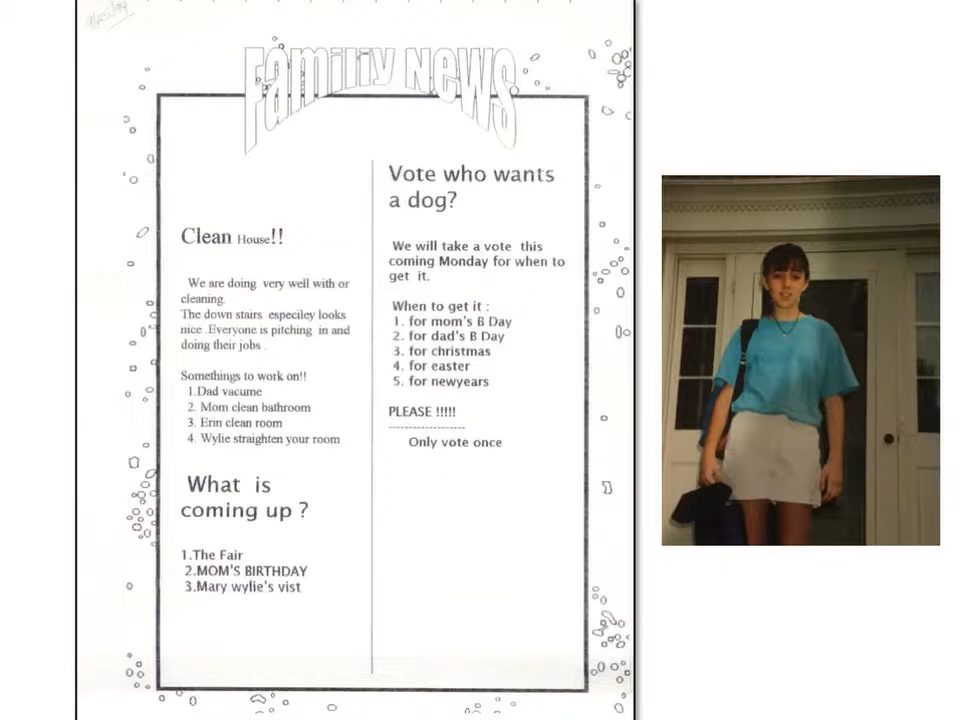 Familiy News
Clean House!!
We are doing very well with or
cleaning.
The down stairs especiley looks
nice .Everyone is pitching in and
doing their jobs .
Somethings to work on!!
1.Dad vacume
2. Mom clean bathroom
3. Erin clean room
4. Wylie straighten your room
What is
coming up ?
1.The Fair
2.MOM'S BIRTHDAY
3.Mary wylie's vist
Vote who wants
a dog?
We will take a vote this
coming Monday for when to
get it.
When to get it :
1. for mom's B Day
2. for dad's B Day
3. for christmas
4. for easter
5. for newyears
PLEASE !!!!!
Only vote once